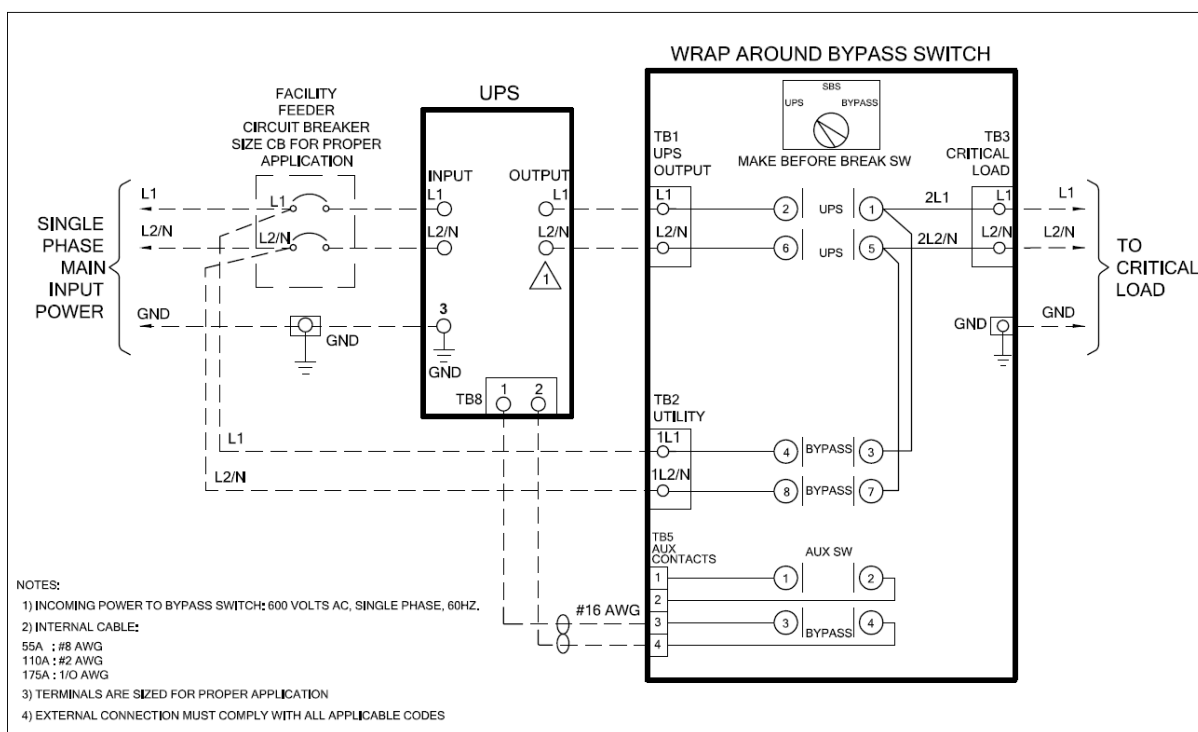 WRAP AROUND BYPASS SWITCH
FACILITY
FEEDER
CIRCUIT BREAKER
SIZE CB FOR PROPER
APPLICATION
UPS
SBS
UPS BYPASS
MAKE BEFORE BREAK SW
TB1
UPS
OUTPUT
TB3
CRITICAL
LOAD
INPUT OUTPUT
L1 L1 L1 L1 L1 2 UPS 1 2L1 L1 L1
L2/N L2/N L2/N L2/N L2/N 6 UPS 5 2L2/N L2/N L2/N
1
SINGLE
PHASE
MAIN
INPUT
POWER
TO
CRITICAL
LOAD
GND
GND
3
GND
GND
GND
TB8
1 2
TB2
UTILITY
L1 1L1 4 BYPASS 3
L2/N 1L2/N 8 BYPASS 7
TB5
AUX
CONTACTS
AUX SW
1 1 2
2
#16 AWG 3 3 BYPASS 4
4
NOTES:
1) INCOMING POWER TO BYPASS SWITCH: 600 VOLTS AC, SINGLE PHASE, 60HZ.
2) INTERNAL CABLE:
55A : #8 AWG
110A : #2 AWG
175A : 1/O AWG
3) TERMINALS ARE SIZED FOR PROPER APPLICATION
4) EXTERNAL CONNECTION MUST COMPLY WITH ALL APPLICABLE CODES